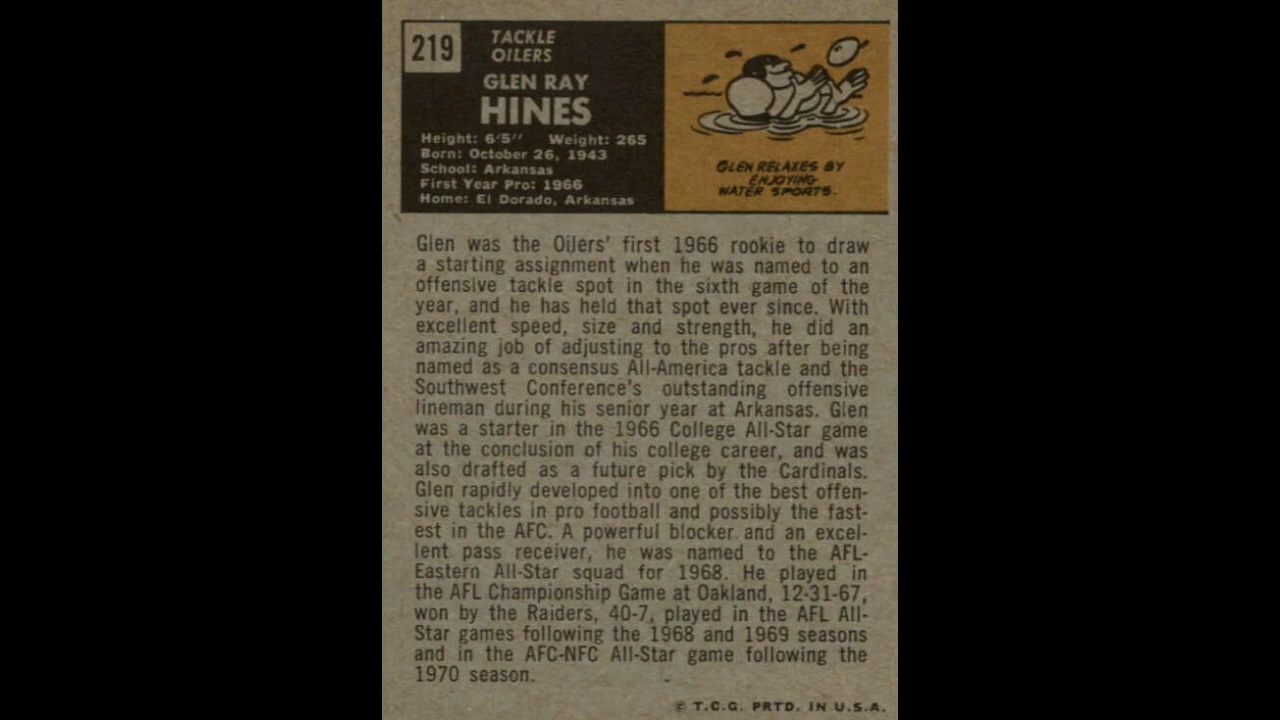 219
TACKLE
OILERS
GLEN RAY
HINES
Height: 6'5" Weight: 265
Born: October 26, 1943
School: Arkansas
First Year Pro: 1966
Home: El Dorado, Arkansas
GLEN RELAXES BY
ENJOYING
WATER SPORTS.
Glen was the Oilers' first 1966 rookie to draw
a starting assignment when he was named to an
offensive tackle spot in the sixth game of the
year, and he has held that spot ever since. With
excellent speed, size and strength, he did an
amazing job of adjusting to the pros after being
named as a consensus All-America tackle and the
Southwest Conference's outstanding offensive
lineman during his senior year at Arkansas. Glen
was a starter in the 1966 College All-Star game
at the conclusion of his college career, and was
also drafted as a future pick by the Cardinals.
Glen rapidly developed into one of the best offen-
sive tackles in pro football and possibly the fast-
est in the AFC. A powerful blocker and an excel-
lent pass receiver, he was named to the AFL-
Eastern All-Star squad for 1968. He played in
the AFL Championship Game at Oakland, 12-31-67,
won by the Raiders, 40-7, played in the AFL All-
Star games following the 1968 and 1969 seasons
and in the AFC-NFC All-Star game following the
1970 season.
© T.C.G. PRTD. IN U.S.A.